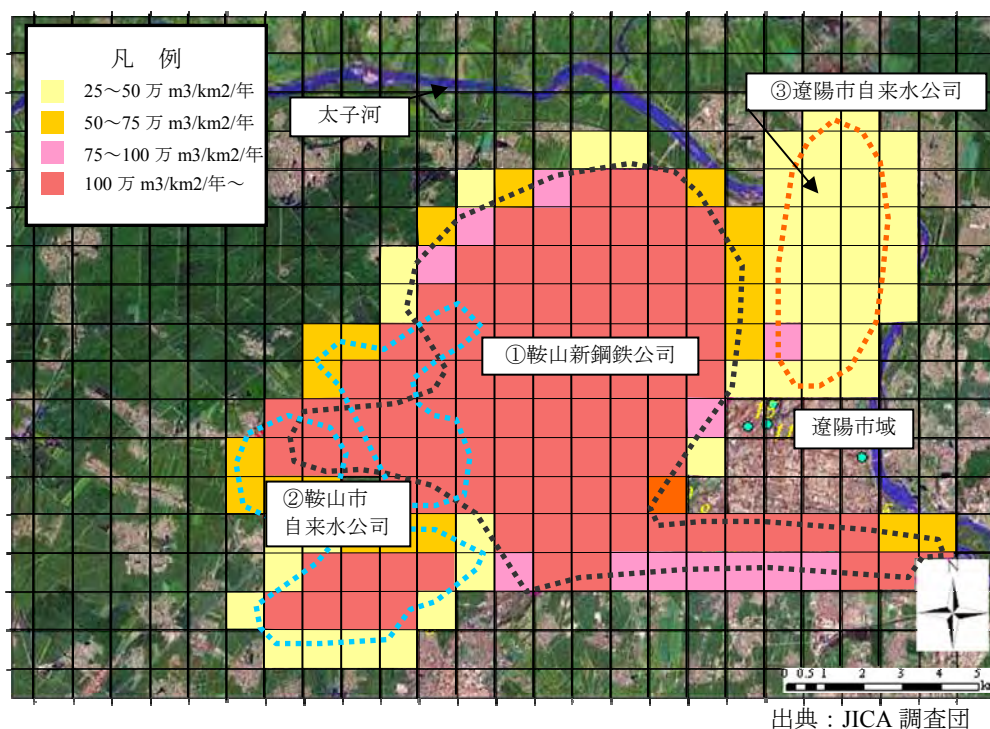 凡 例
25～50 万 m3/km2/年
50～75 万 m3/km2/年
75～100 万 m3/km2/年
100 万 m3/km2/年～
太子河
③遼陽市自来水公司
①鞍山新鋼鉄公司
遼陽市域
②鞍山市
自来水公司
N
0 0.5 1 2 3 4 5
出典：JICA 調査団